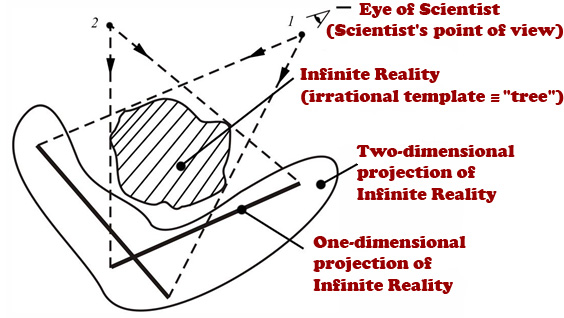 2
1
Eye of Scientist
(Scientist's point of view)
Infinite Reality
(irrational template ≡ "tree")
Two-dimensional
projection of
Infinite Reality
One-dimensional
projection of
Infinite Reality